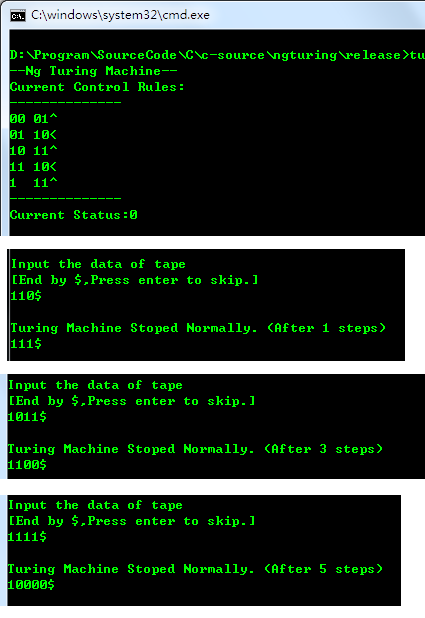 C:\windows\system32\cmd.exe
D:\Program\SourceCode\C\c-source\ngturing\release>tu
--Ng Turing Machine--
Current Control Rules:
--------------
00 01^
01 10<
10 11^
11 10<
1  11^
--------------
Current Status:0
Input the data of tape
[End by $,Press enter to skip.]
110$
Turing Machine Stoped Normally. (After 1 steps)
111$
Input the data of tape
[End by $,Press enter to skip.]
1011$
Turing Machine Stoped Normally. (After 3 steps)
1100$
Input the data of tape
[End by $,Press enter to skip.]
1111$
Turing Machine Stoped Normally. (After 5 steps)
10000$